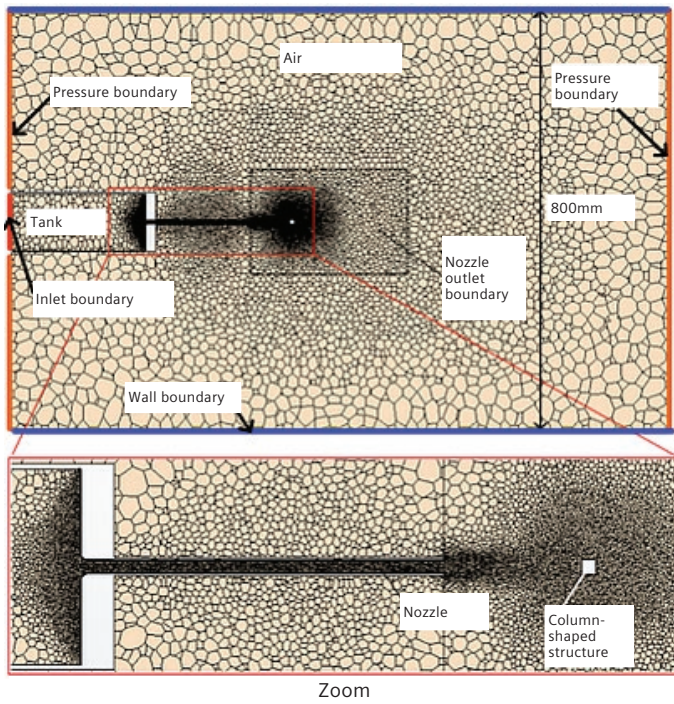 Air
Pressure boundary
Pressure
boundary
Tank
800mm
Nozzle
outlet
boundary
Inlet boundary
Wall boundary
Nozzle
Column-
shaped
structure
Zoom